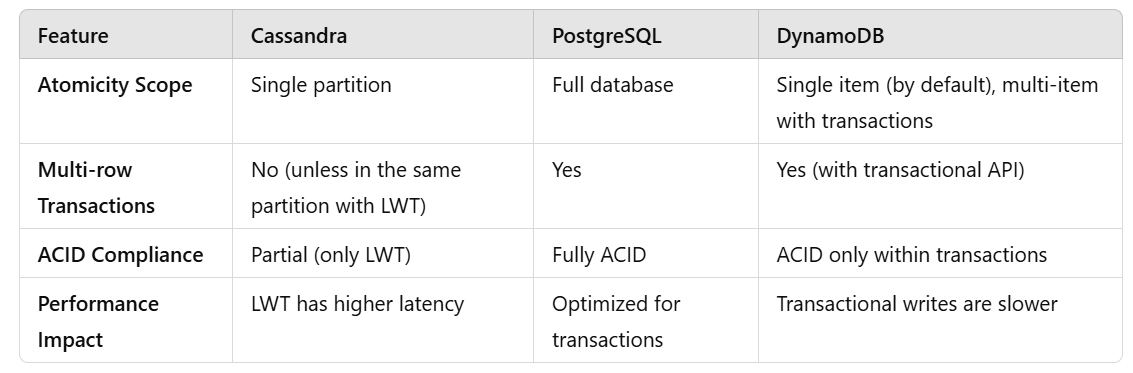 Feature Cassandra PostgreSQL DynamoDB
Atomicity Scope Single partition Full database Single item (by default), multi-item
with transactions
Multi-row No (unless in the same Yes Yes (with transactional API)
Transactions partition with LWT)
ACID Compliance Partial (only LWT) Fully ACID ACID only within transactions
Performance LWT has higher latency Optimized for Transactional writes are slower
Impact transactions